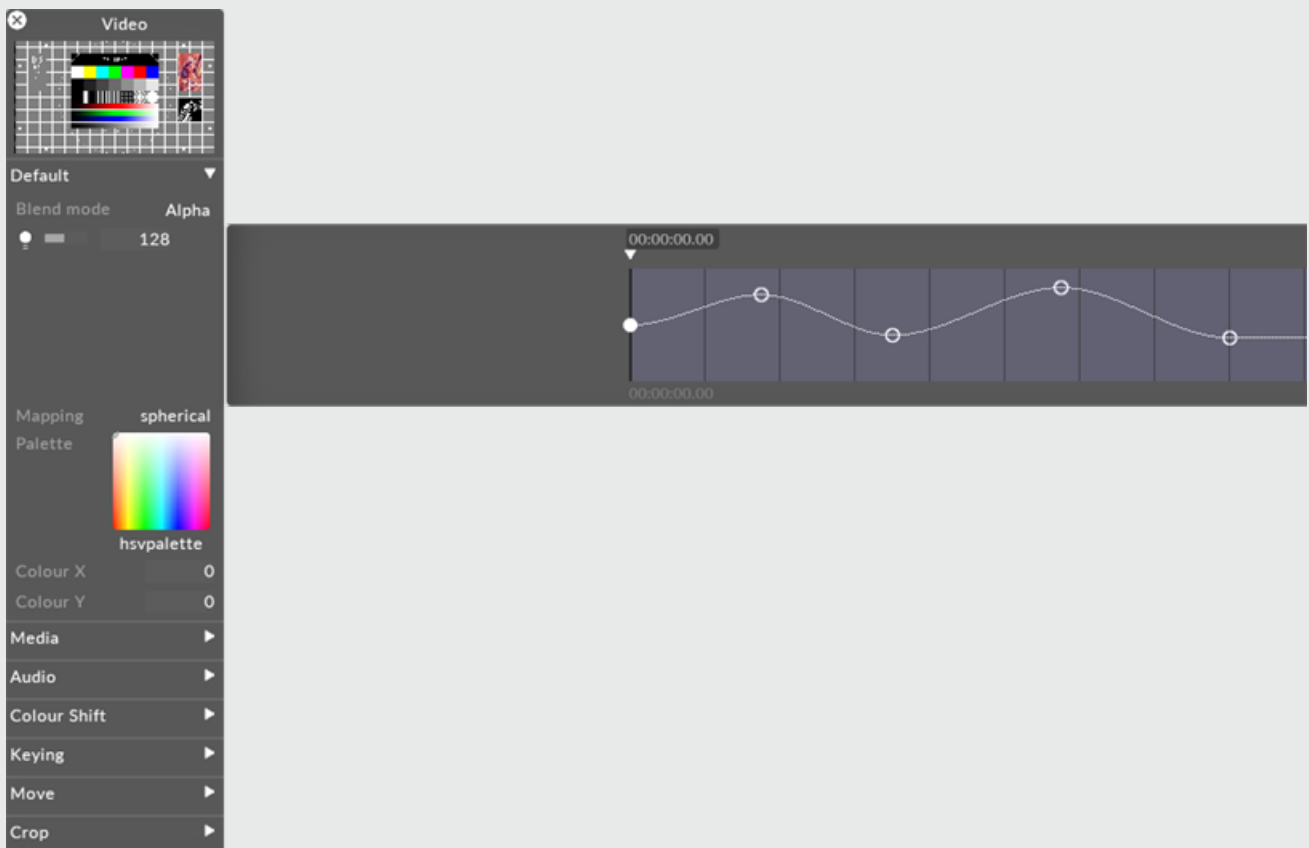 Video
Default
Blend mode Alpha
128
00:00:00.00
00:00:00.00
Mapping spherical
Palette
hsvpalette
Colour X 0
Colour Y 0
Media
Audio
Colour Shift
Keying
Move
Crop